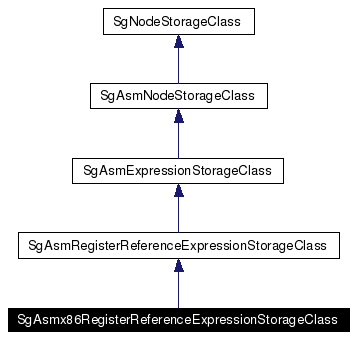 SgNodeStorageClass
SgAsmNodeStorageClass
SgAsmExpressionStorageClass
SgAsmRegisterReferenceExpressionStorageClass
SgAsmx86RegisterReferenceExpressionStorageClass